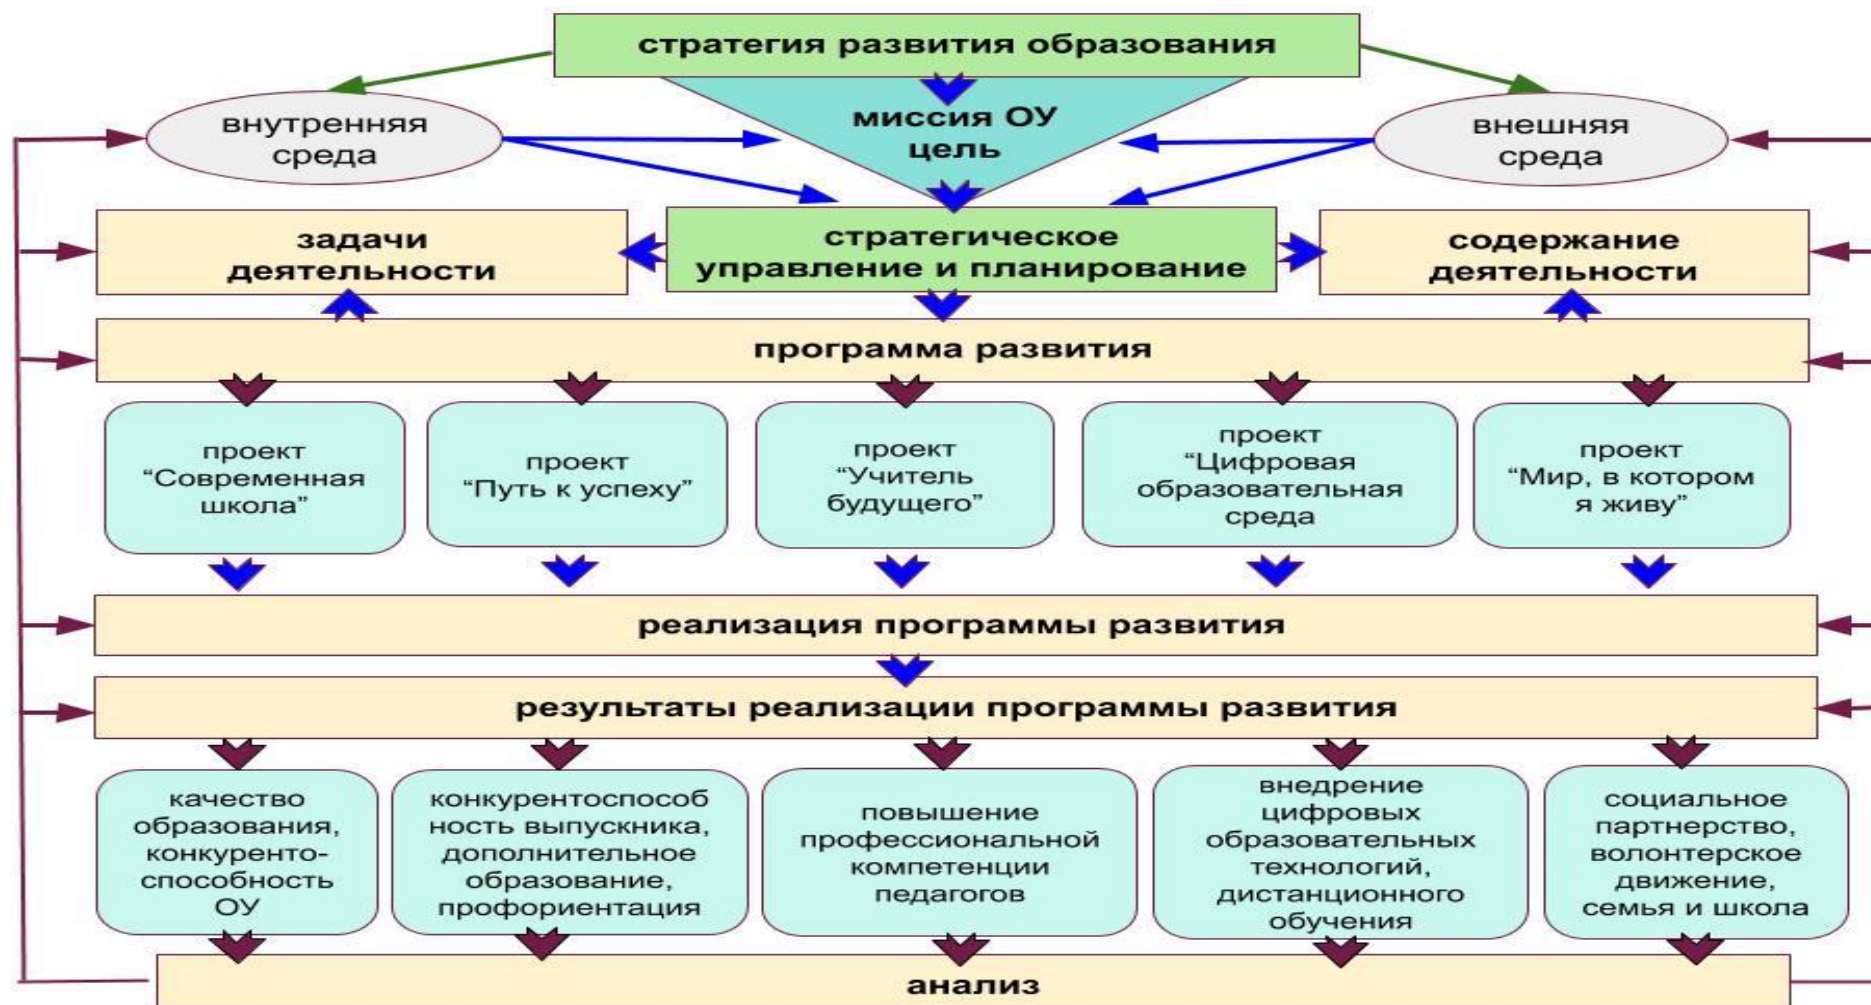 стратегия развития образования
миссия ОУ
цель
внутренняя
среда
внешняя
среда
задачи
деятельности
стратегическое
управление и планирование
содержание
деятельности
программа развития
проект
“Современная
школа”
проект
“Путь к успеху”
проект
“Учитель
будущего”
проект
“Цифровая
образовательная
среда
проект
“Мир, в котором
я живу”
реализация программы развития
результаты реализации программы развития
качество
образования,
конкуренто-
способность
ОУ
конкурентоспособ
ность выпускника,
дополнительное
образование,
профориентация
повышение
профессиональной
компетенции
педагогов
внедрение
цифровых
образовательных
технологий,
дистанционного
обучения
социальное
партнерство,
волонтерское
движение,
семья и школа
анализ